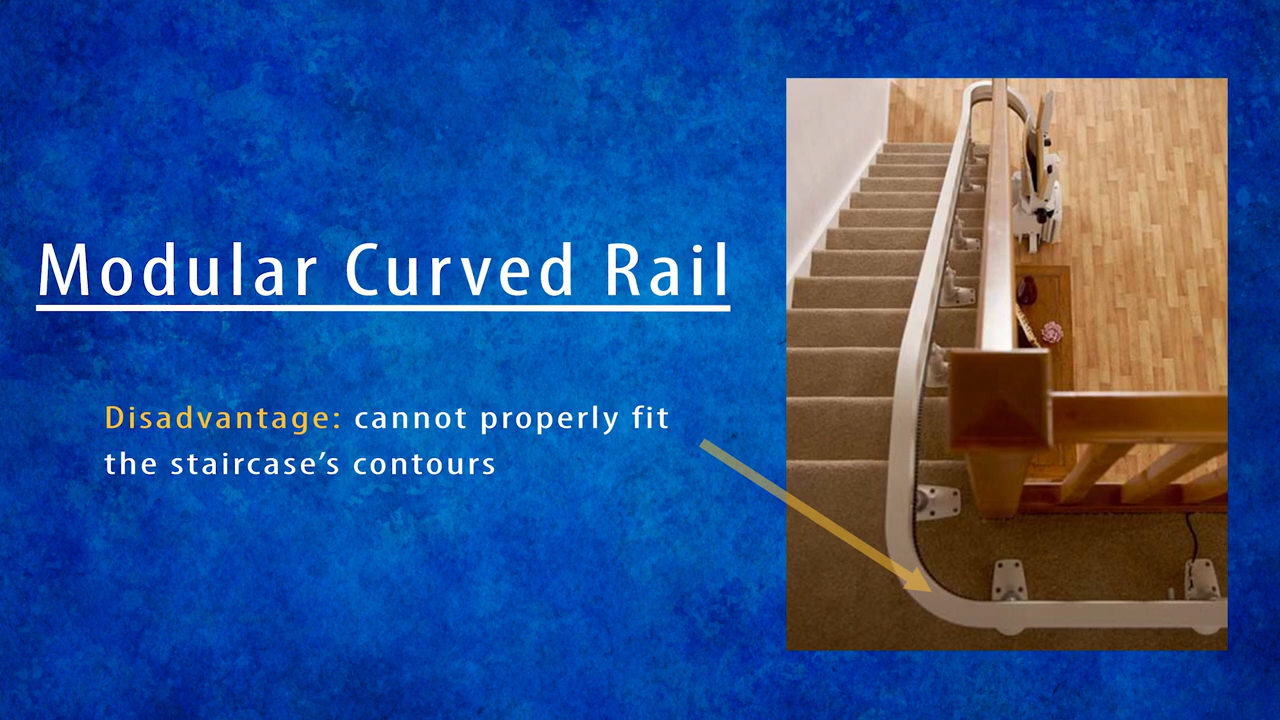 Modular Curved Rail
Disadvantage: cannot properly fit
the staircase’s contours